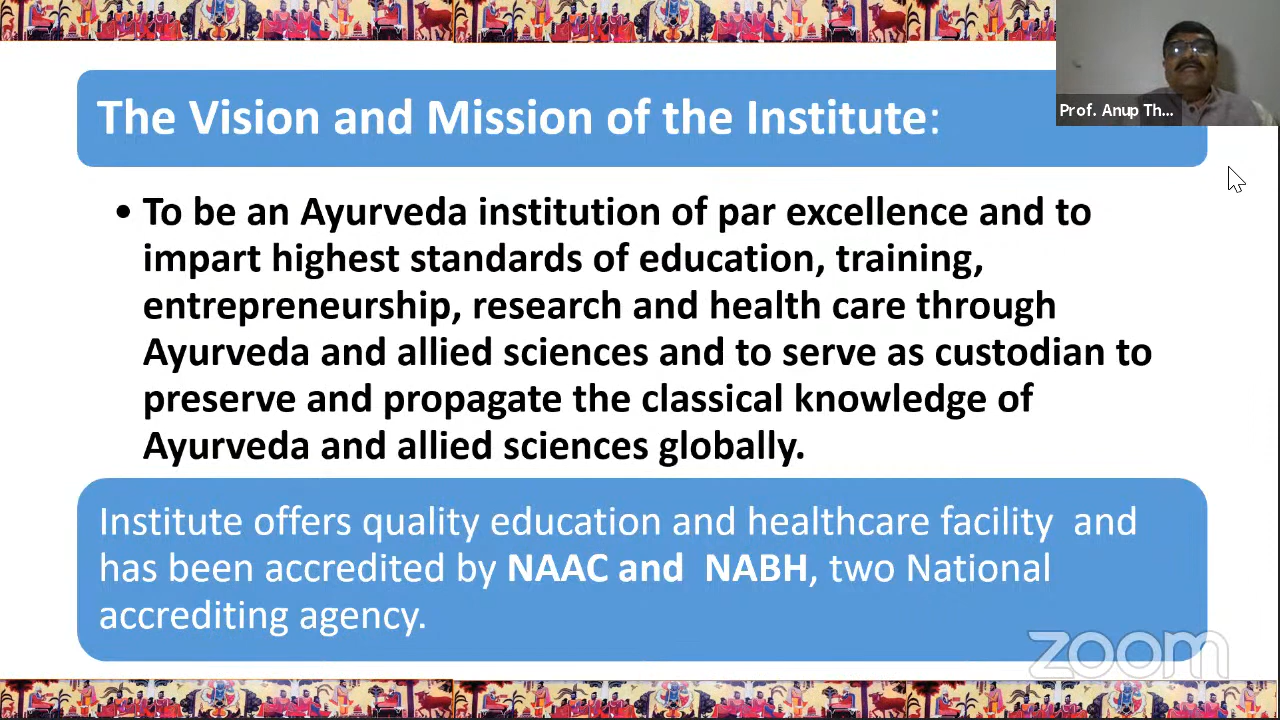 The Vision and Mission of the Institute:
Prof. Anup Th...
• To be an Ayurveda institution of par excellence and to
impart highest standards of education, training,
entrepreneurship, research and health care through
Ayurveda and allied sciences and to serve as custodian to
preserve and propagate the classical knowledge of
Ayurveda and allied sciences globally.
Institute offers quality education and healthcare facility  and
has been accredited by NAAC and  NABH, two National
accrediting agency.
zoom